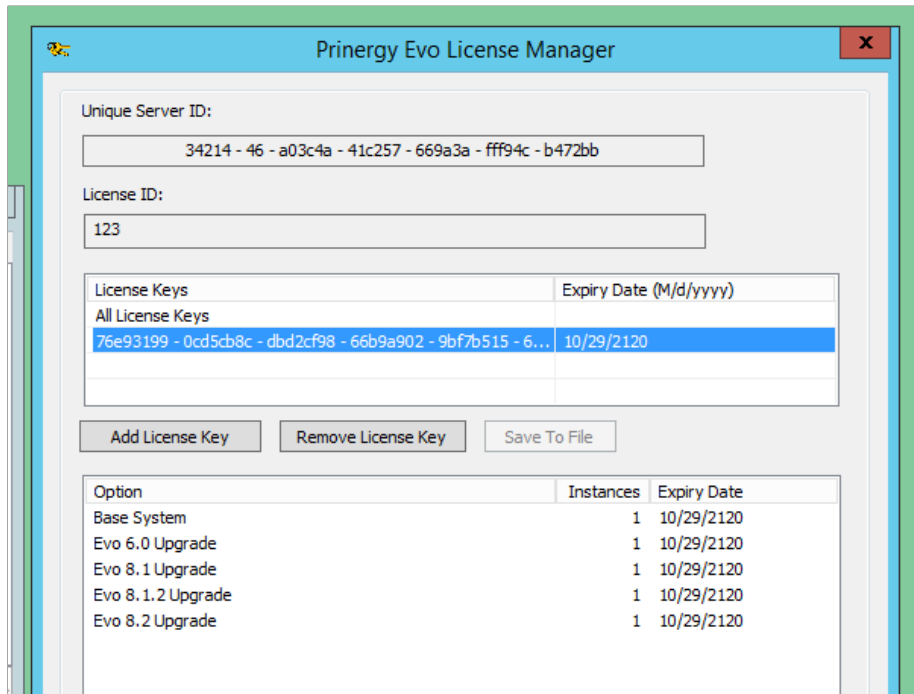 Prinergy Evo License Manager
x
Unique Server ID:
34214 - 46 - a03c4a - 41c257 - 669a3a - fff94c - b472bb
License ID:
123
License Keys Expiry Date (M/d/yyyy)
All License Keys
76e93199 - 0cd5cb8c - dbd2cf98 - 66b9a902 - 9bf7b515 - 6... 10/29/2120
Add License Key Remove License Key Save To File
Option Instances Expiry Date
Base System 1 10/29/2120
Evo 6.0 Upgrade 1 10/29/2120
Evo 8.1 Upgrade 1 10/29/2120
Evo 8.1.2 Upgrade 1 10/29/2120
Evo 8.2 Upgrade 1 10/29/2120